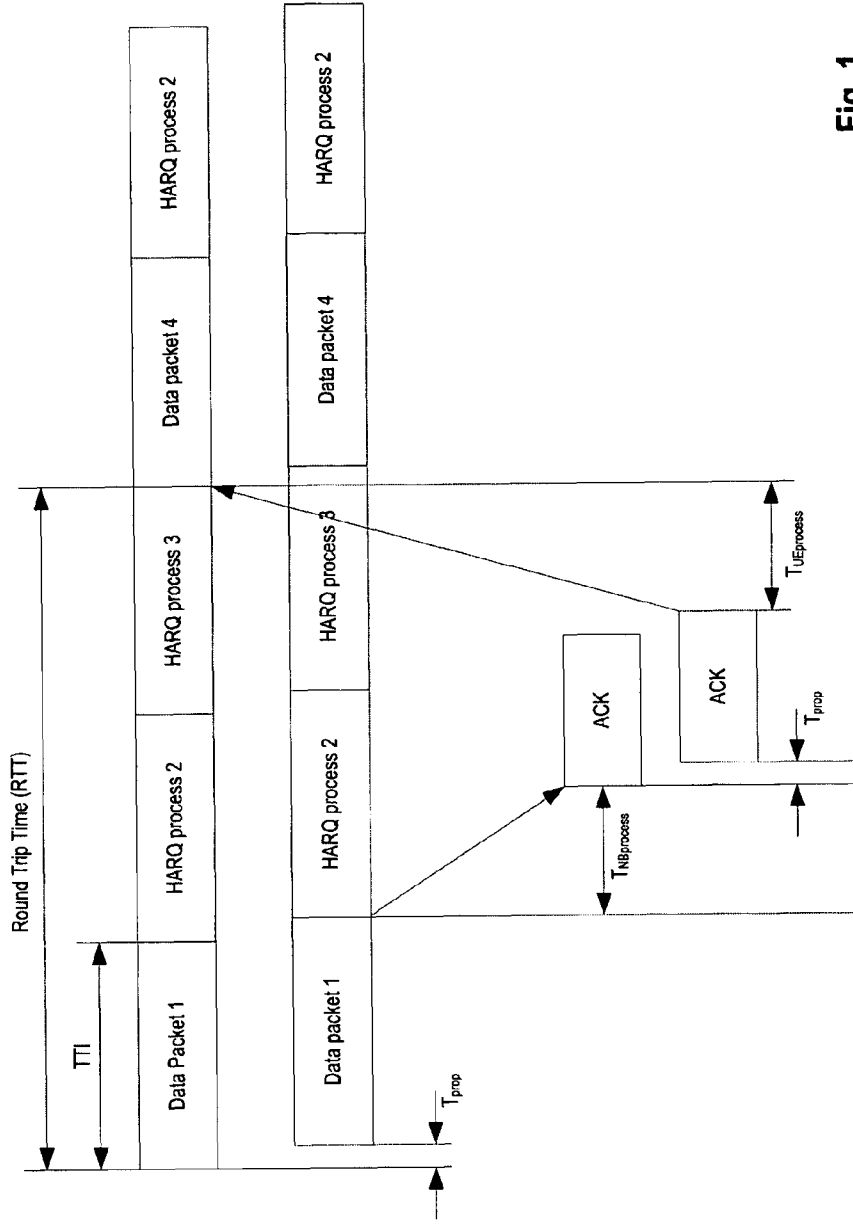 Round Trip Time (RTT)
TTI
Data Packet 1
HARQ process 2
HARQ process 3
Data packet 4
HARQ process 2
Data packet 1
HARQ process 2
HARQ process 3
Data packet 4
HARQ process 2
Tprop
TNBprocess
ACK
ACK
Tprop
TUEprocess
Fig. 1